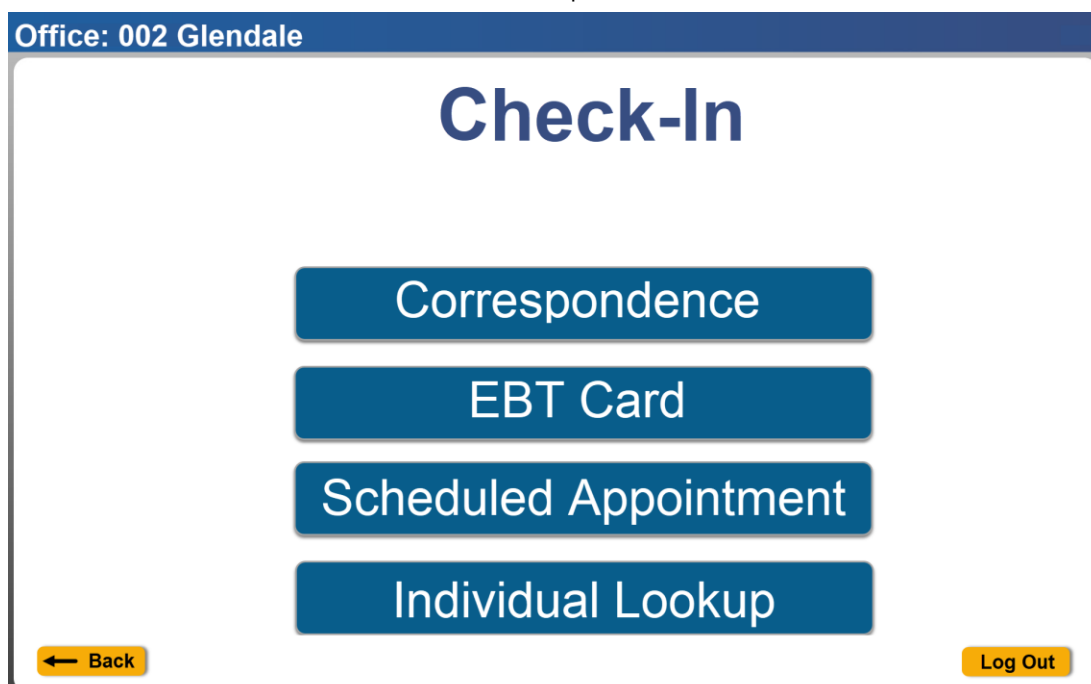 Office: 002 Glendale
Check-In
Correspondence
EBT Card
Scheduled Appointment
Individual Lookup
Back
Log Out